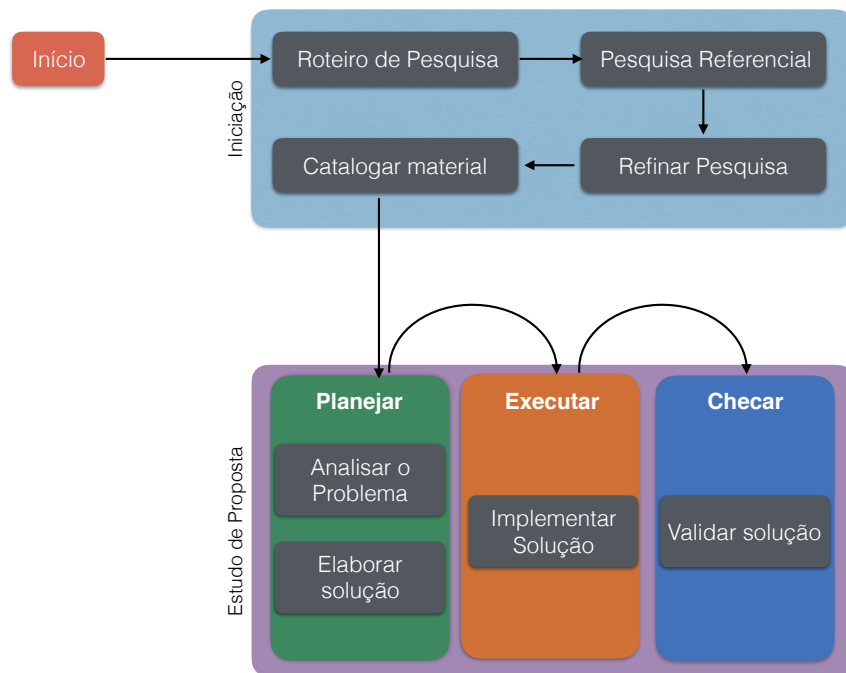 Início
Roteiro de Pesquisa
Pesquisa Referencial
Iniciação
Catalogar material
Refinar Pesquisa
Estudo de Proposta
Planejar
Executar
Checar
Analisar o
Problema
Elaborar
solução
Implementar
Solução
Validar solução